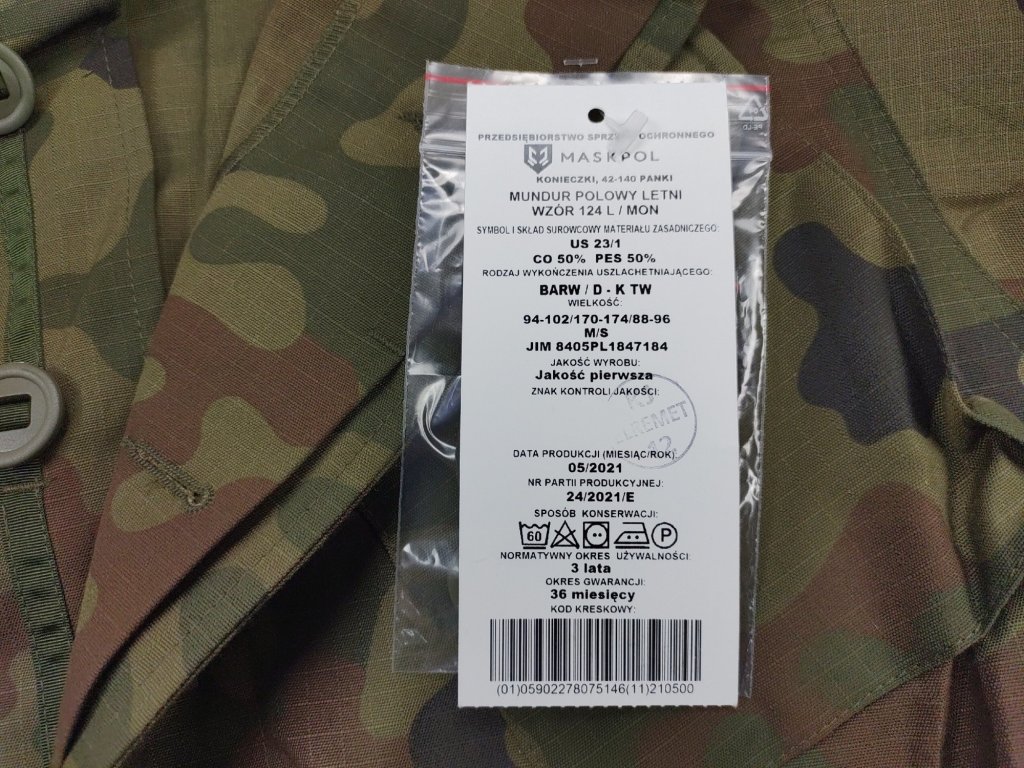 PRZEDSIĘBIORSTWO OCHRONNEGO
MASKPOL
KONIECZKI, 42-140 PANKI
MUNDUR POLOWY LETNI
WZÓR 124 L / MON
SYMBOL I SKŁAD SUROWCOWY MATERIAŁU ZASADNICZEGO:
US 23/1
CO 50% PES 50%
RODZAJ WYKOŃCZENIA USZLACHETNIAJĄCEGO:
BARW / D - K TW
WIELKOŚĆ:
94-102/170-174/88-96
M/S
JIM 8405PL1847184
JAKOŚĆ WYROBU:
Jakość pierwsza
ZNAK KONTROLI JAKOŚCI:
12
DATA PRODUKCJI (MIESIĄC/ROK):
05/2021
NR PARTII PRODUKCYJNEJ:
24/2021/E
SPOSÓB KONSERWACJI:
60 P
NORMATYWNY OKRES UŻYWALNOŚCI:
3 lata
OKRES GWARANCJI:
36 miesięcy
KOD KRESKOWY:
(01)05902278075146(11)210500
PE-LD